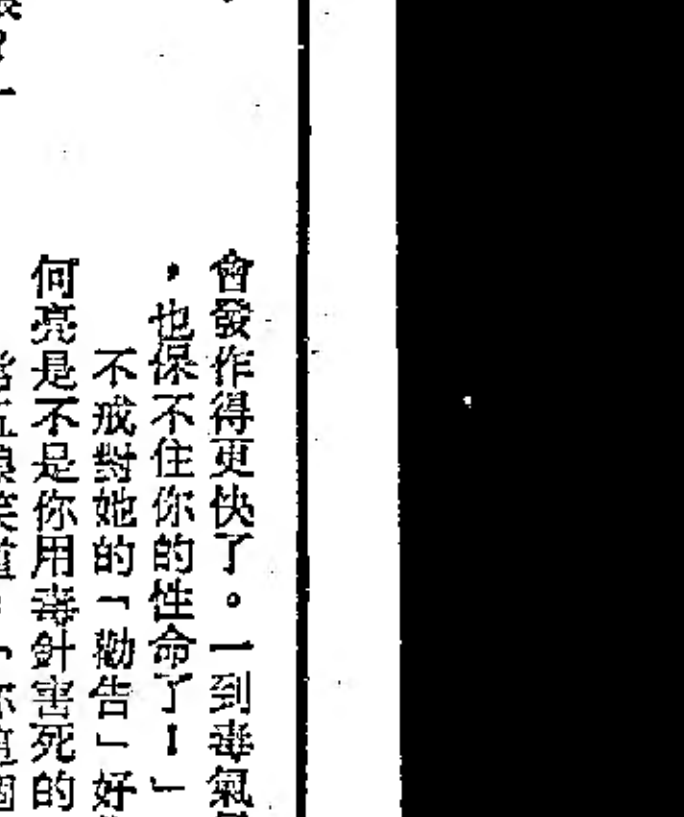 會發作得更快了。一到毒氣
，也保不住你的性命了！」
不戒對她的「勸告」好
何亮是不是你用毒針害死的